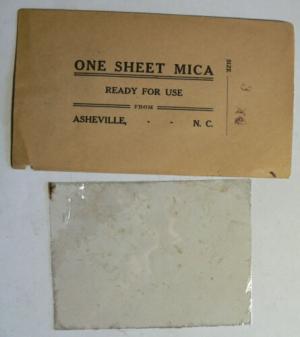 ONE SHEET MICA
READY FOR USE
FROM
ASHEVILLE, - - N. C.
SIZE